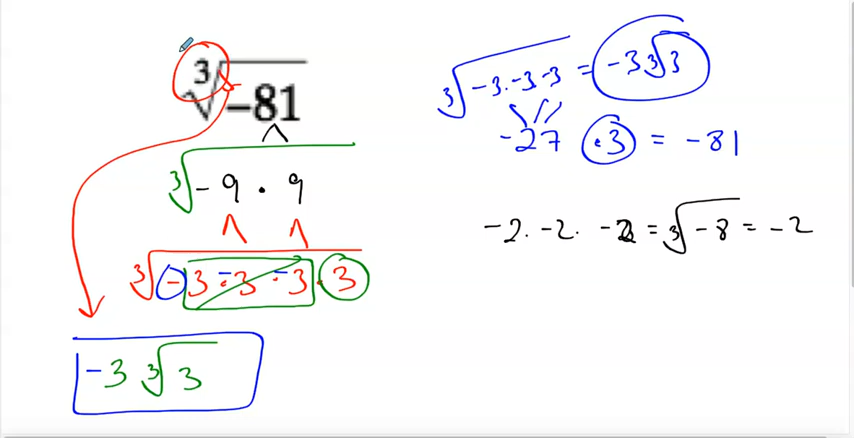 ∛-81
∛-9 · 9
∛-3·-3·-3·3
-3 ∛3
∛-3·-3·-3 = -3∛3
-27 ·3 = -81
-2·-2·-2 = ∛-8 = -2